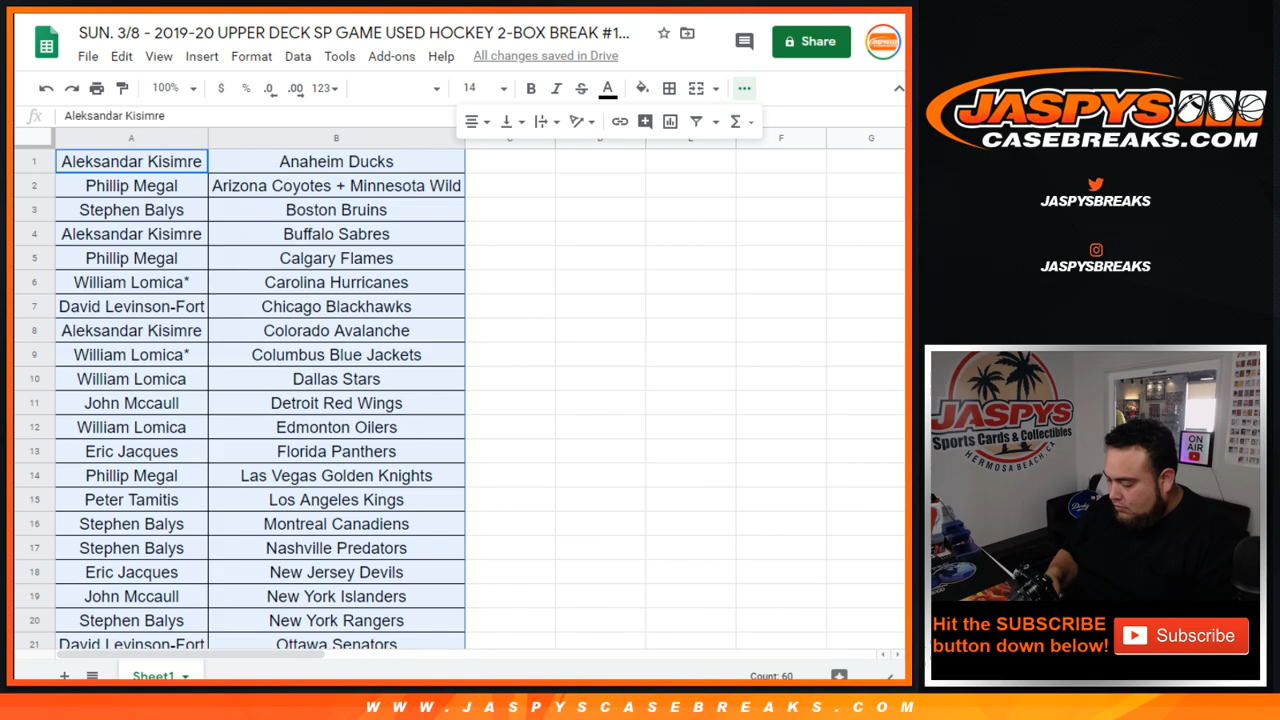 SUN. 3/8 - 2019-20 UPPER DECK SP GAME USED HOCKEY 2-BOX BREAK #1...
Share
File Edit View Insert Format Data Tools Add-ons Help All changes saved in Drive
100% $ % .0 .00 123 14 B I S A
fx Aleksandar Kisimre
A B C D E F G
1 Aleksandar Kisimre Anaheim Ducks
2 Phillip Megal Arizona Coyotes + Minnesota Wild
3 Stephen Balys Boston Bruins
4 Aleksandar Kisimre Buffalo Sabres
5 Phillip Megal Calgary Flames
6 William Lomica* Carolina Hurricanes
7 David Levinson-Fort Chicago Blackhawks
8 Aleksandar Kisimre Colorado Avalanche
9 William Lomica* Columbus Blue Jackets
10 William Lomica Dallas Stars
11 John Mccaull Detroit Red Wings
12 William Lomica Edmonton Oilers
13 Eric Jacques Florida Panthers
14 Phillip Megal Las Vegas Golden Knights
15 Peter Tamitis Los Angeles Kings
16 Stephen Balys Montreal Canadiens
17 Stephen Balys Nashville Predators
18 Eric Jacques New Jersey Devils
19 John Mccaull New York Islanders
20 Stephen Balys New York Rangers
21 David Levinson-Fort Ottawa Senators
Sheet1
Count: 60
JASPYS
CASEBREAKS.COM
JASPYSBREAKS
JASPYSBREAKS
JASPYS
Sports Cards & Collectibles
HERMOSA BEACH, CA
ON
AIR
Hit the SUBSCRIBE
button down below!
Subscribe
WWW.JASPYSCASEBREAKS.COM